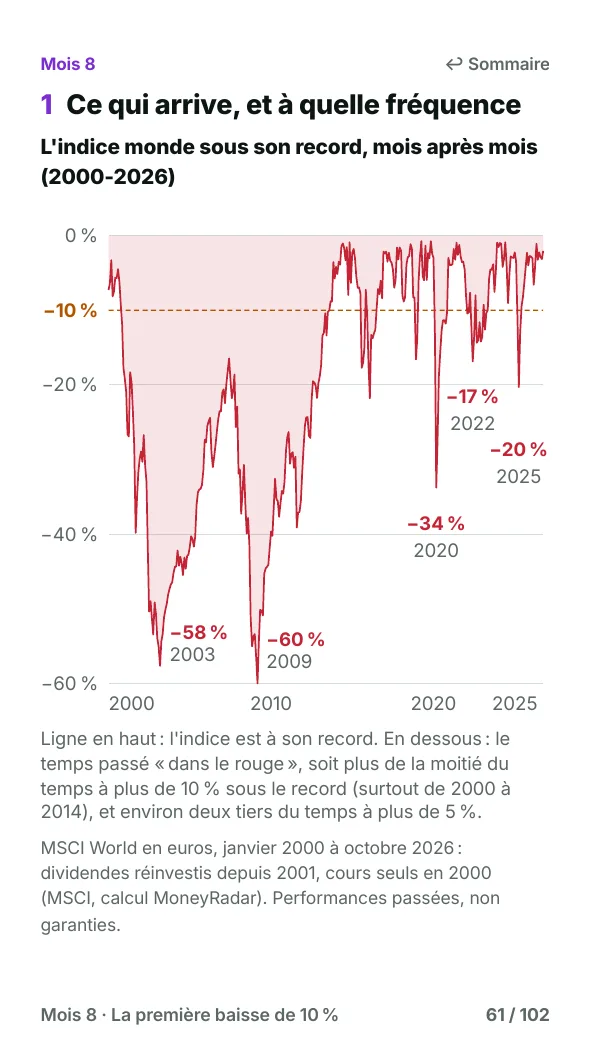 Mois 8
↩ Sommaire
1 Ce qui arrive, et à quelle fréquence
L'indice monde sous son record, mois après mois
(2000-2026)
0 %
−10 %
−20 %
−40 %
−60 %
−17 %
2022
−20 %
2025
−34 %
2020
−58 %
2003
−60 %
2009
2000
2010
2020
2025
Ligne en haut : l'indice est à son record. En dessous : le
temps passé « dans le rouge », soit plus de la moitié du
temps à plus de 10 % sous le record (surtout de 2000 à
2014), et environ deux tiers du temps à plus de 5 %.
MSCI World en euros, janvier 2000 à octobre 2026 :
dividendes réinvestis depuis 2001, cours seuls en 2000
(MSCI, calcul MoneyRadar). Performances passées, non
garanties.
Mois 8 · La première baisse de 10 %
61 / 102